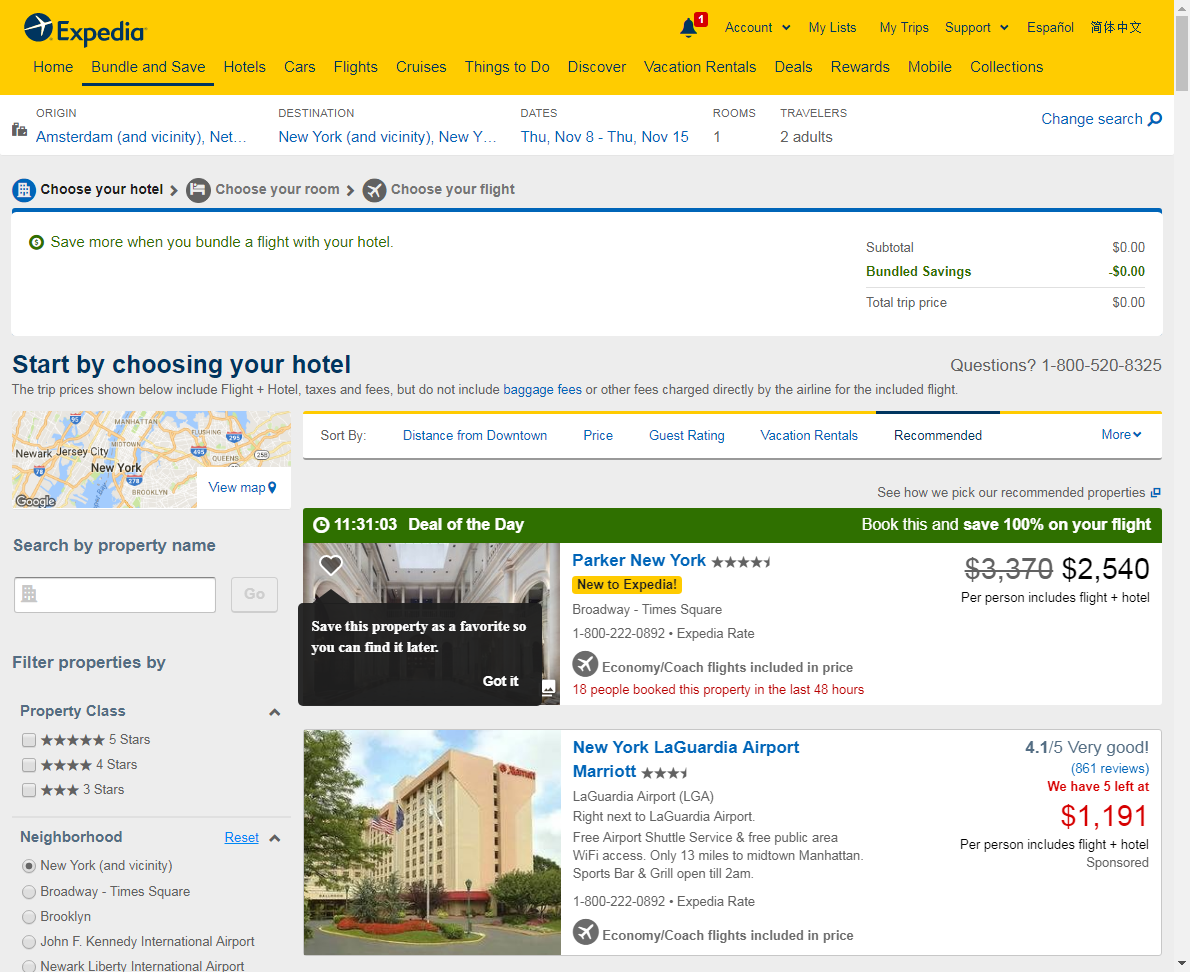 Expedia
1
Account
My Lists
My Trips
Support
Español
简体中文
Home
Bundle and Save
Hotels
Cars
Flights
Cruises
Things to Do
Discover
Vacation Rentals
Deals
Rewards
Mobile
Collections
ORIGIN
Amsterdam (and vicinity), Net...
DESTINATION
New York (and vicinity), New Y...
DATES
Thu, Nov 8 - Thu, Nov 15
ROOMS
1
TRAVELERS
2 adults
Change search
Choose your hotel
Choose your room
Choose your flight
Save more when you bundle a flight with your hotel.
Subtotal $0.00
Bundled Savings -$0.00
Total trip price $0.00
Start by choosing your hotel
Questions? 1-800-520-8325
The trip prices shown below include Flight + Hotel, taxes and fees, but do not include baggage fees or other fees charged directly by the airline for the included flight.
95
MANHATTAN
FLUSHING
295
MIDTOWN
Newark
Jersey City
495
QUEENS
25B
New York
78
278
BROOKLYN
Google
View map
Sort By:
Distance from Downtown
Price
Guest Rating
Vacation Rentals
Recommended
More
See how we pick our recommended properties
Search by property name
Go
Filter properties by
Property Class
5 Stars
4 Stars
3 Stars
Neighborhood
Reset
New York (and vicinity)
Broadway - Times Square
Brooklyn
John F. Kennedy International Airport
Newark Liberty International Airport
11:31:03 Deal of the Day
Book this and save 100% on your flight
Save this property as a favorite so
you can find it later.
Got it
Parker New York
New to Expedia!
Broadway - Times Square
1-800-222-0892 • Expedia Rate
Economy/Coach flights included in price
18 people booked this property in the last 48 hours
$3,370 $2,540
Per person includes flight + hotel
Marriott
New York LaGuardia Airport
Marriott
LaGuardia Airport (LGA)
Right next to LaGuardia Airport.
Free Airport Shuttle Service & free public area
WiFi access. Only 13 miles to midtown Manhattan.
Sports Bar & Grill open till 2am.
1-800-222-0892 • Expedia Rate
Economy/Coach flights included in price
4.1/5 Very good!
(861 reviews)
We have 5 left at
$1,191
Per person includes flight + hotel
Sponsored